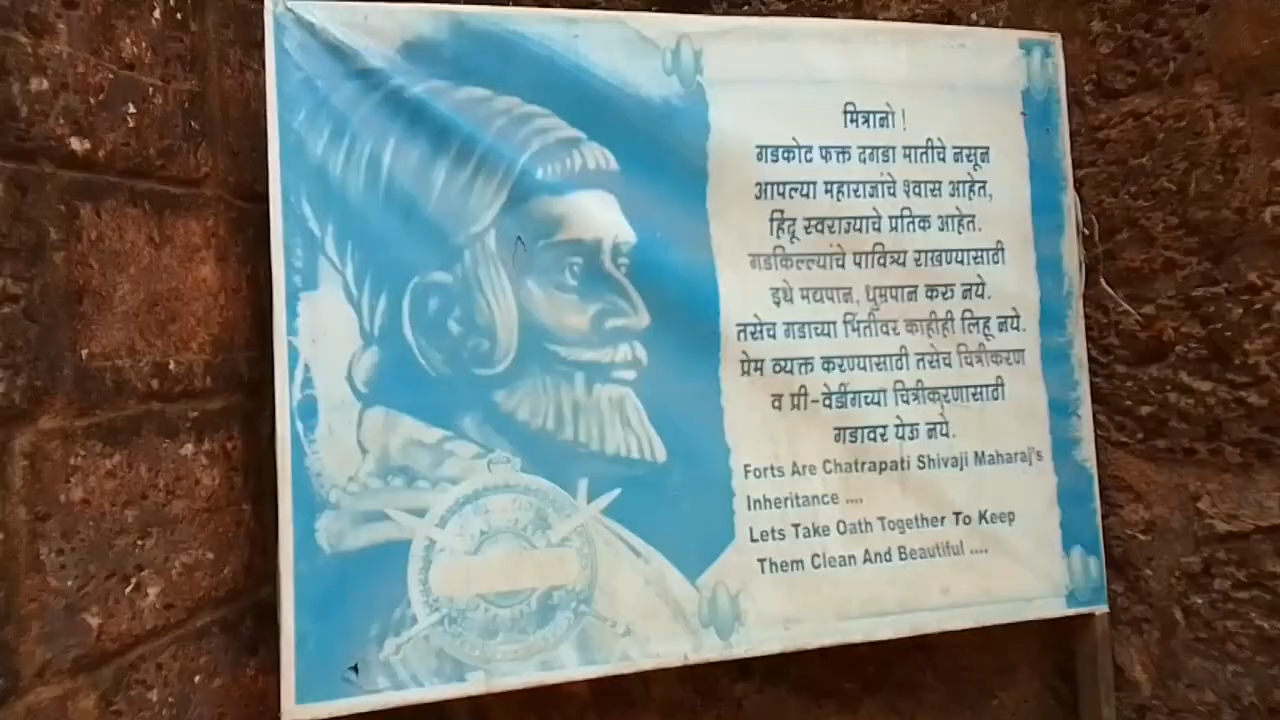 मित्रानो !
गडकोट फक्त दगडा मातीचे नसून
आपल्या महाराजांचे श्वास आहेत,
हिंदू स्वराज्याचे प्रतिक आहेत.
गडकिल्ल्यांचे पावित्र्य राखण्यासाठी
इथे मद्यपान, धुम्रपान करु नये.
तसेच गडाच्या भिंतीवर काहीही लिहू नये.
प्रेम व्यक्त करण्यासाठी तसेच चित्रीकरण
व प्री-वेडींगच्या चित्रीकरणासाठी
गडावर येऊ नये.
Forts Are Chatrapati Shivaji Maharaj's
Inheritance ....
Lets Take Oath Together To Keep
Them Clean And Beautiful ....